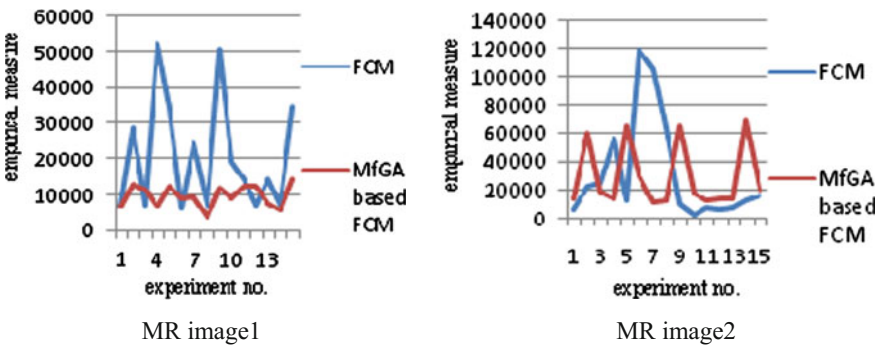 60000
50000
40000
30000
20000
10000
0
empirical measure
1 4 7 10 13
experiment no.
FCM
MfGA
based
FCM
MR image1
140000
120000
100000
80000
60000
40000
20000
0
empirical measure
1 3 5 7 9 11 13 15
experiment no.
FCM
MfGA
based
FCM
MR image2